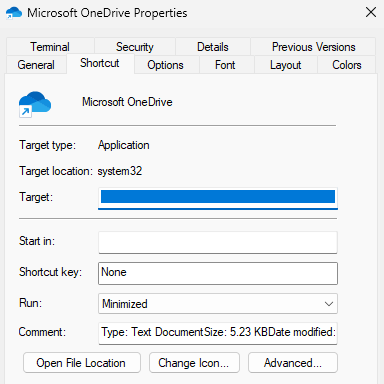 Microsoft OneDrive Properties
Terminal Security Details Previous Versions
General Shortcut Options Font Layout Colors
Microsoft OneDrive
Target type: Application
Target location: system32
Target:
Start in:
Shortcut key: None
Run: Minimized
Comment: Type: Text DocumentSize: 5.23 KBDate modified:
Open File Location Change Icon... Advanced...